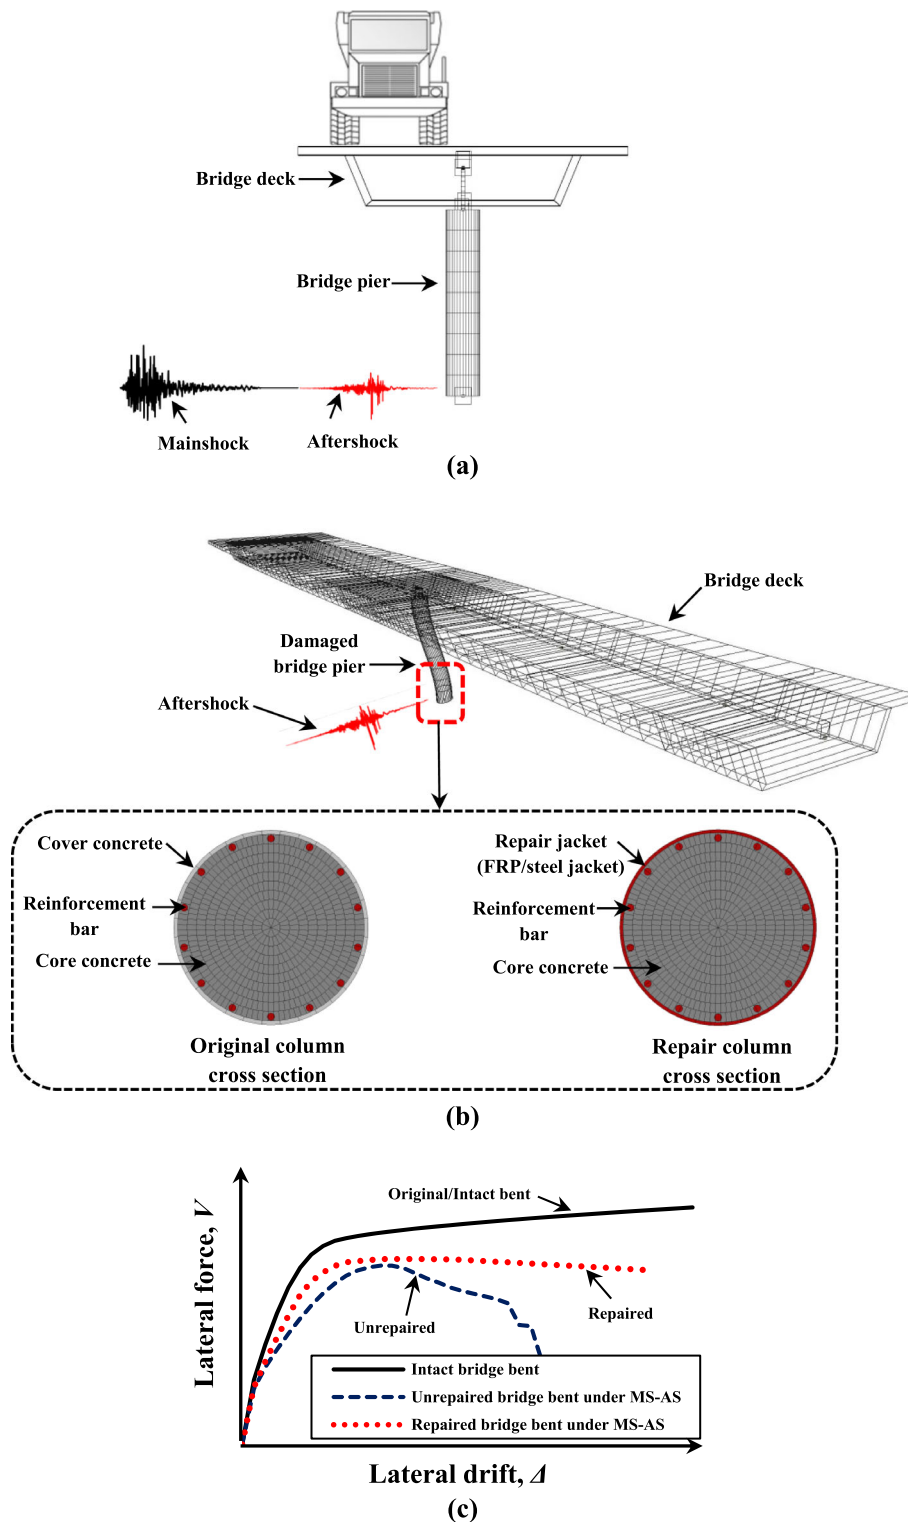 Bridge deck
Bridge pier
Mainshock
Aftershock
(a)
Bridge deck
Damaged
bridge pier
Aftershock
Cover concrete
Reinforcement
bar
Core concrete
Original column
cross section
Repair jacket
(FRP/steel jacket)
Reinforcement
bar
Core concrete
Repair column
cross section
(b)
Lateral force, V
Original/Intact bent
Unrepaired
Repaired
Intact bridge bent
Unrepaired bridge bent under MS-AS
Repaired bridge bent under MS-AS
Lateral drift, Δ
(c)